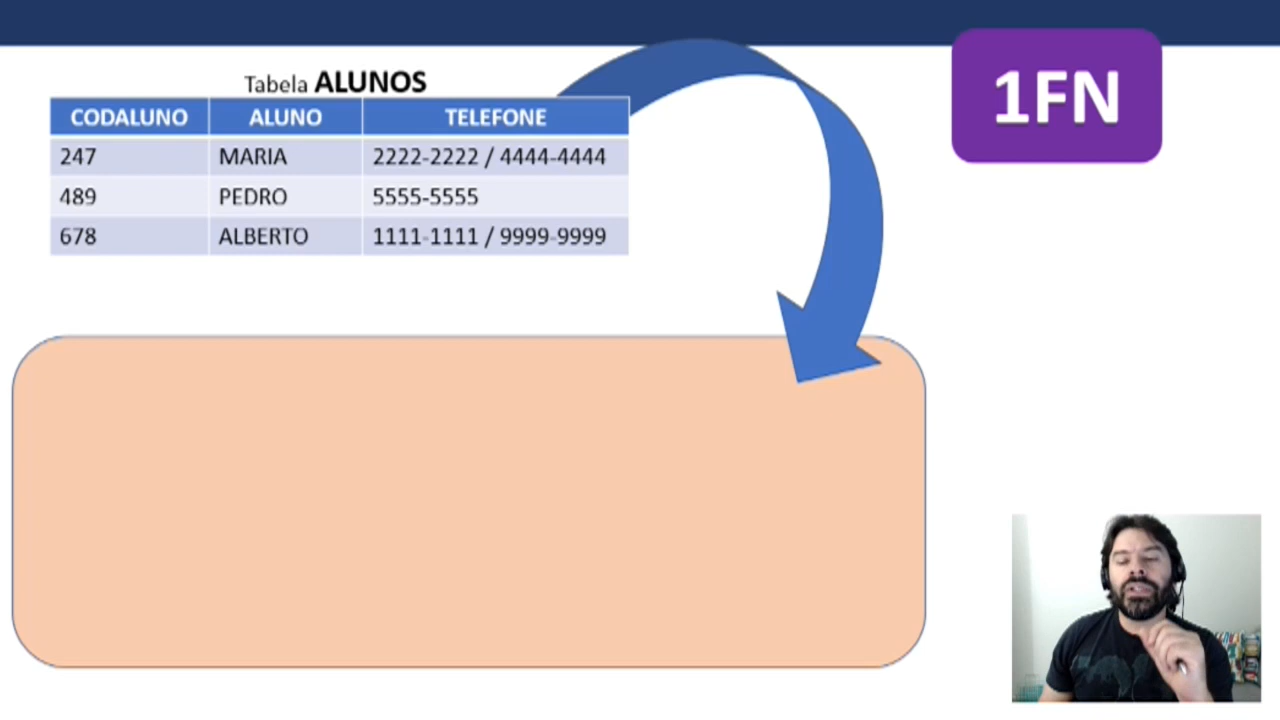 Tabela ALUNOS
1FN
CODALUNO ALUNO TELEFONE
247 MARIA 2222-2222 / 4444-4444
489 PEDRO 5555-5555
678 ALBERTO 1111-1111 / 9999-9999